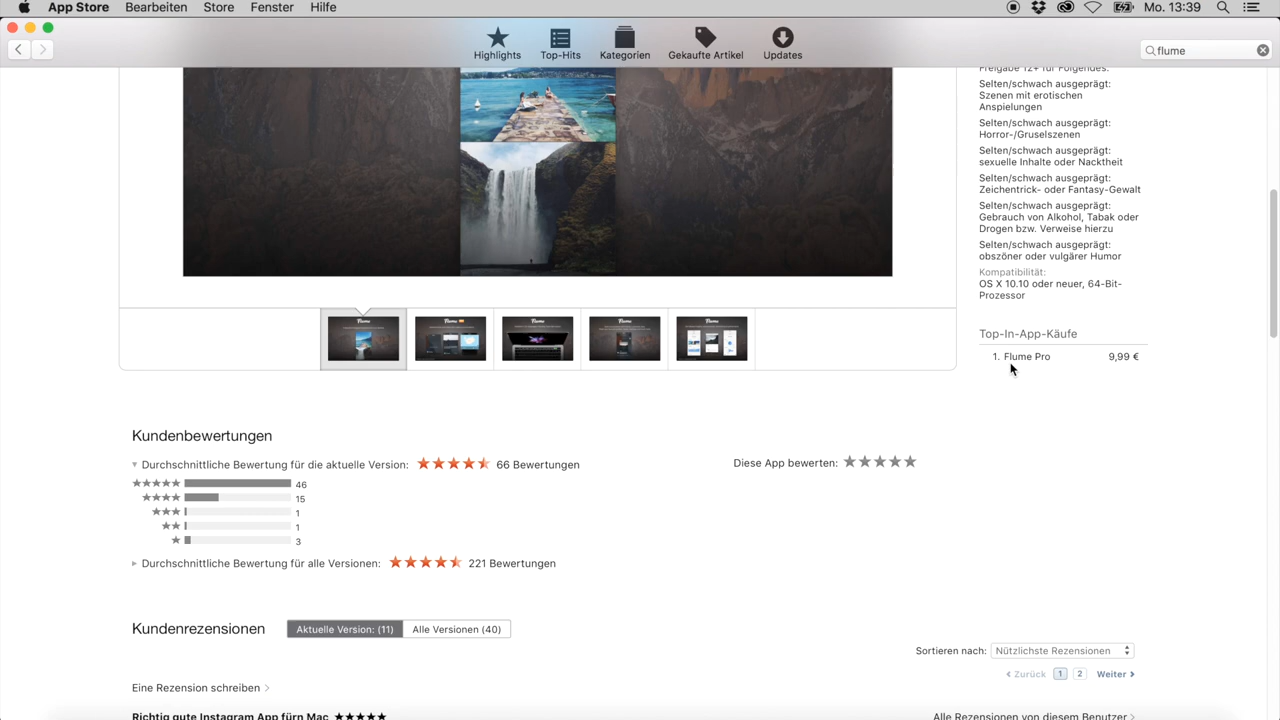 App Store Bearbeiten Store Fenster Hilfe Mo. 13:39
Highlights Top-Hits Kategorien Gekaufte Artikel Updates
flume
Freigabe 12+ für Folgendes:
Selten/schwach ausgeprägt:
Szenen mit erotischen
Anspielungen
Selten/schwach ausgeprägt:
Horror-/Gruselszenen
Selten/schwach ausgeprägt:
sexuelle Inhalte oder Nacktheit
Selten/schwach ausgeprägt:
Zeichentrick- oder Fantasy-Gewalt
Selten/schwach ausgeprägt:
Gebrauch von Alkohol, Tabak oder
Drogen bzw. Verweise hierzu
Selten/schwach ausgeprägt:
obszöner oder vulgärer Humor
Kompatibilität:
OS X 10.10 oder neuer, 64-Bit-
Prozessor
Flume Flume Flume Flume Flume
Top-In-App-Käufe
1. Flume Pro 9,99 €
Kundenbewertungen
Durchschnittliche Bewertung für die aktuelle Version: 66 Bewertungen
Diese App bewerten:
46
15
1
1
3
Durchschnittliche Bewertung für alle Versionen: 221 Bewertungen
Kundenrezensionen Aktuelle Version: (11) Alle Versionen (40)
Sortieren nach: Nützlichste Rezensionen
Zurück 1 2 Weiter
Eine Rezension schreiben
Richtig gute Instagram App fürn Mac
Alle Rezensionen von diesem Benutzer